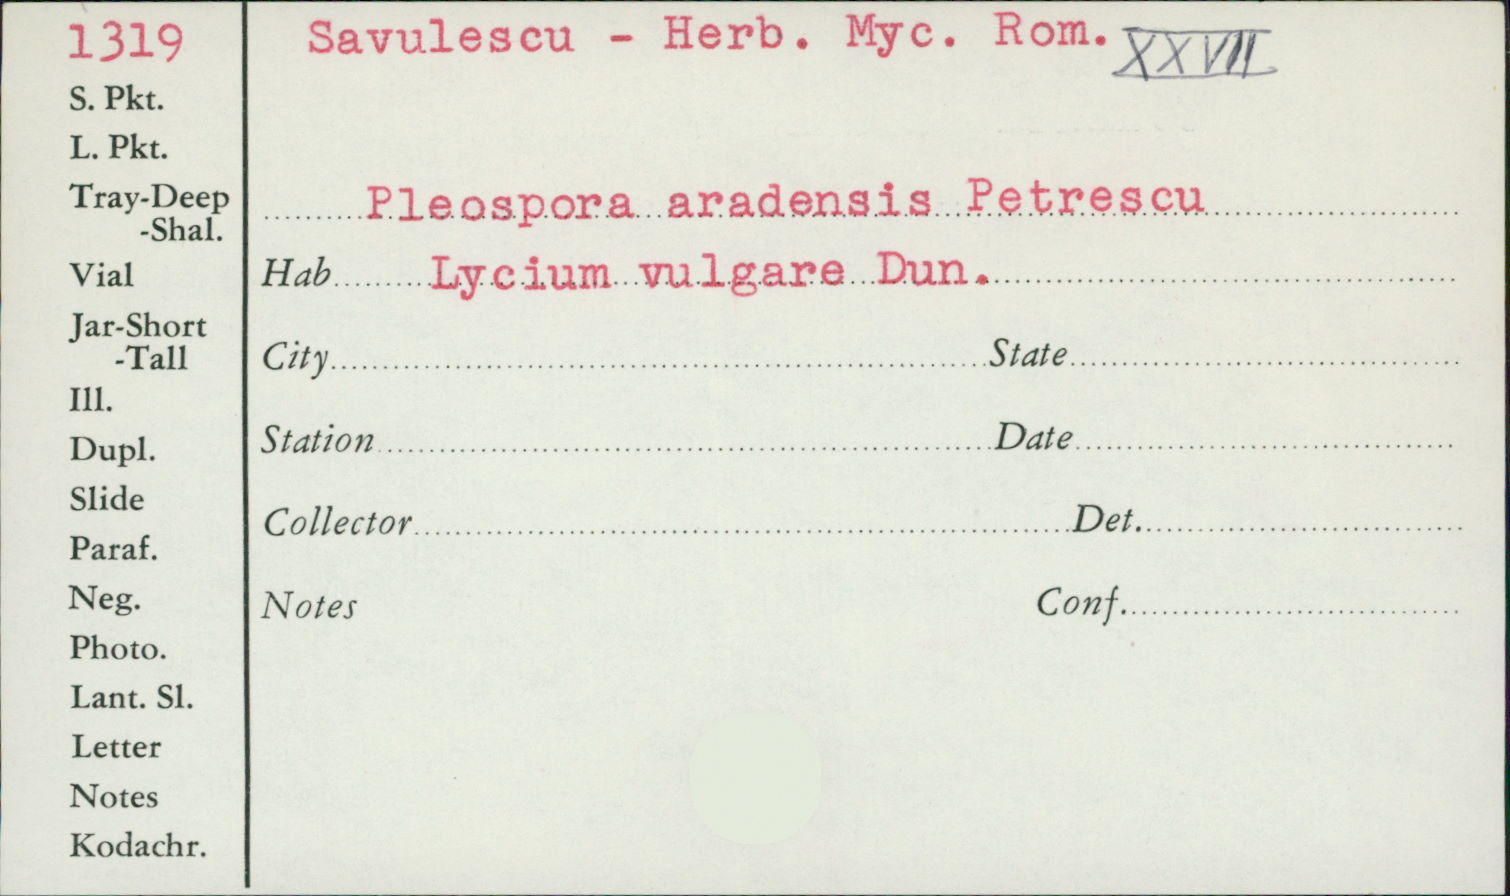 1319
Savulescu - Herb. Myc. Rom. XXVII
S. Pkt.
L. Pkt.
Tray-Deep
-Shal.
Vial
Jar-Short
-Tall
Ill.
Dupl.
Slide
Paraf.
Neg.
Photo.
Lant. Sl.
Letter
Notes
Kodachr.
Pleospora aradensis Petrescu
Hab Lycium vulgare Dun.
City State
Station Date
Collector Det.
Notes Conf.